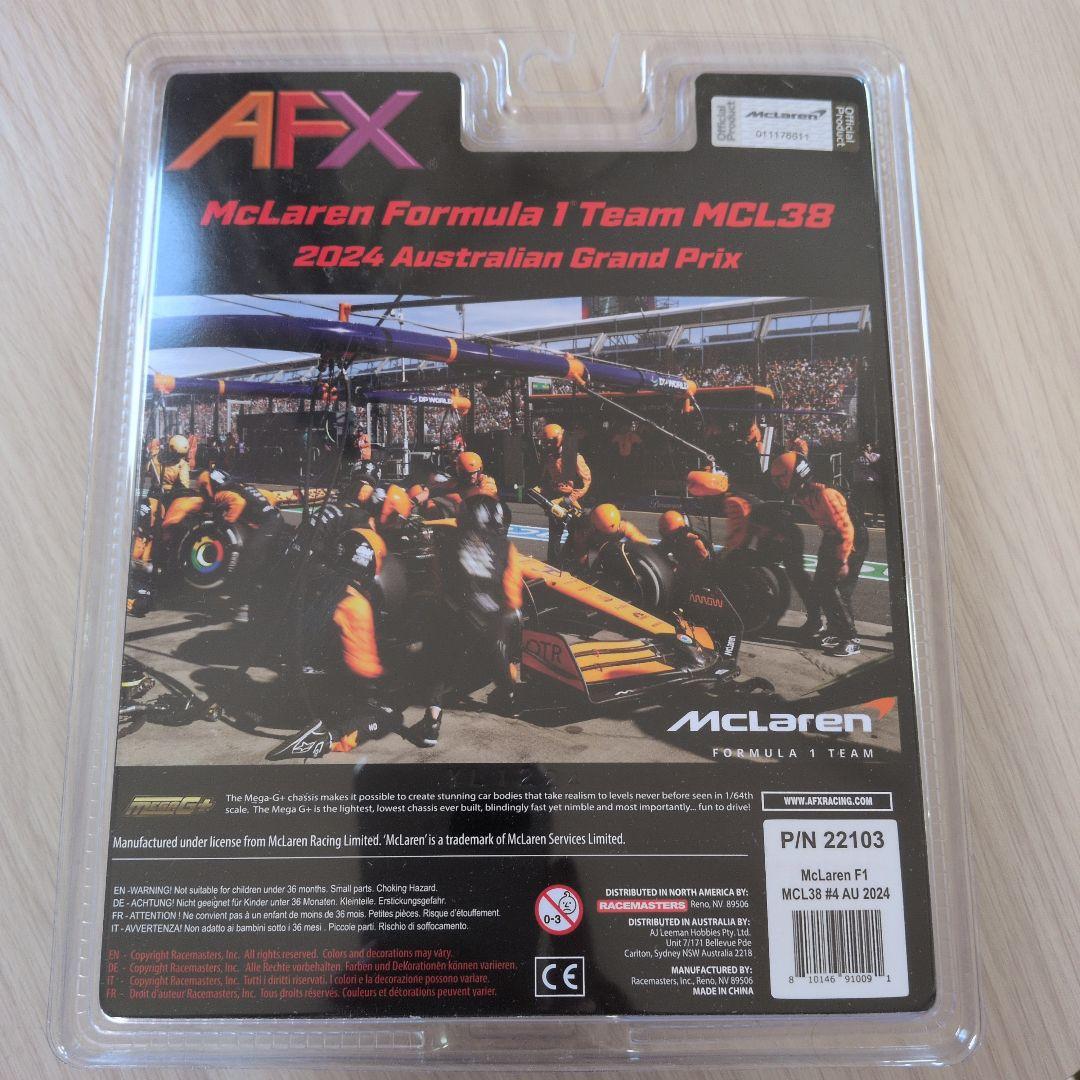 AFX
Official Product
McLaren
011178611
Official Product
McLaren Formula 1® Team MCL38
2024 Australian Grand Prix
DP WORLD
DP WORLD
ARROW
OTR
McLaren
McLaren
FORMULA 1 TEAM
MEGAG+
The Mega-G+ chassis makes it possible to create stunning car bodies that take realism to levels never before seen in 1/64th
scale. The Mega G+ is the lightest, lowest chassis ever built, blindingly fast yet nimble and most importantly... fun to drive!
WWW.AFXRACING.COM
Manufactured under license from McLaren Racing Limited. ‘McLaren’ is a trademark of McLaren Services Limited.
P/N 22103
McLaren F1
MCL38 #4 AU 2024
8 10146 91009 1
EN -WARNING! Not suitable for children under 36 months. Small parts. Choking Hazard.
DE - ACHTUNG! Nicht geeignet für Kinder unter 36 Monaten. Kleinteile. Erstickungsgefahr.
FR - ATTENTION ! Ne convient pas à un enfant de moins de 36 mois. Petites pièces. Risque d'étouffement.
IT - AVVERTENZA! Non adatto ai bambini sotto i 36 mesi . Piccole parti. Rischio di soffocamento.
EN - Copyright Racemasters, Inc. All rights reserved. Colors and decorations may vary.
DE - Copyright Racemasters, Inc. Alle Rechte vorbehalten. Farben und Dekorationen können variieren.
IT - Copyright Racemasters, Inc. Tutti i diritti riservati. I colori e la decorazione possono variare.
FR - Droit d'auteur Racemasters, Inc. Tous droits réservés. Couleurs et décorations peuvent varier.
0-3
CE
DISTRIBUTED IN NORTH AMERICA BY:
RACEMASTERS Reno, NV 89506
DISTRIBUTED IN AUSTRALIA BY:
AJ Leeman Hobbies Pty. Ltd.
Unit 7/171 Bellevue Pde
Carlton, Sydney NSW Australia 2218
MANUFACTURED BY:
Racemasters, Inc., Reno, NV 89506
MADE IN CHINA